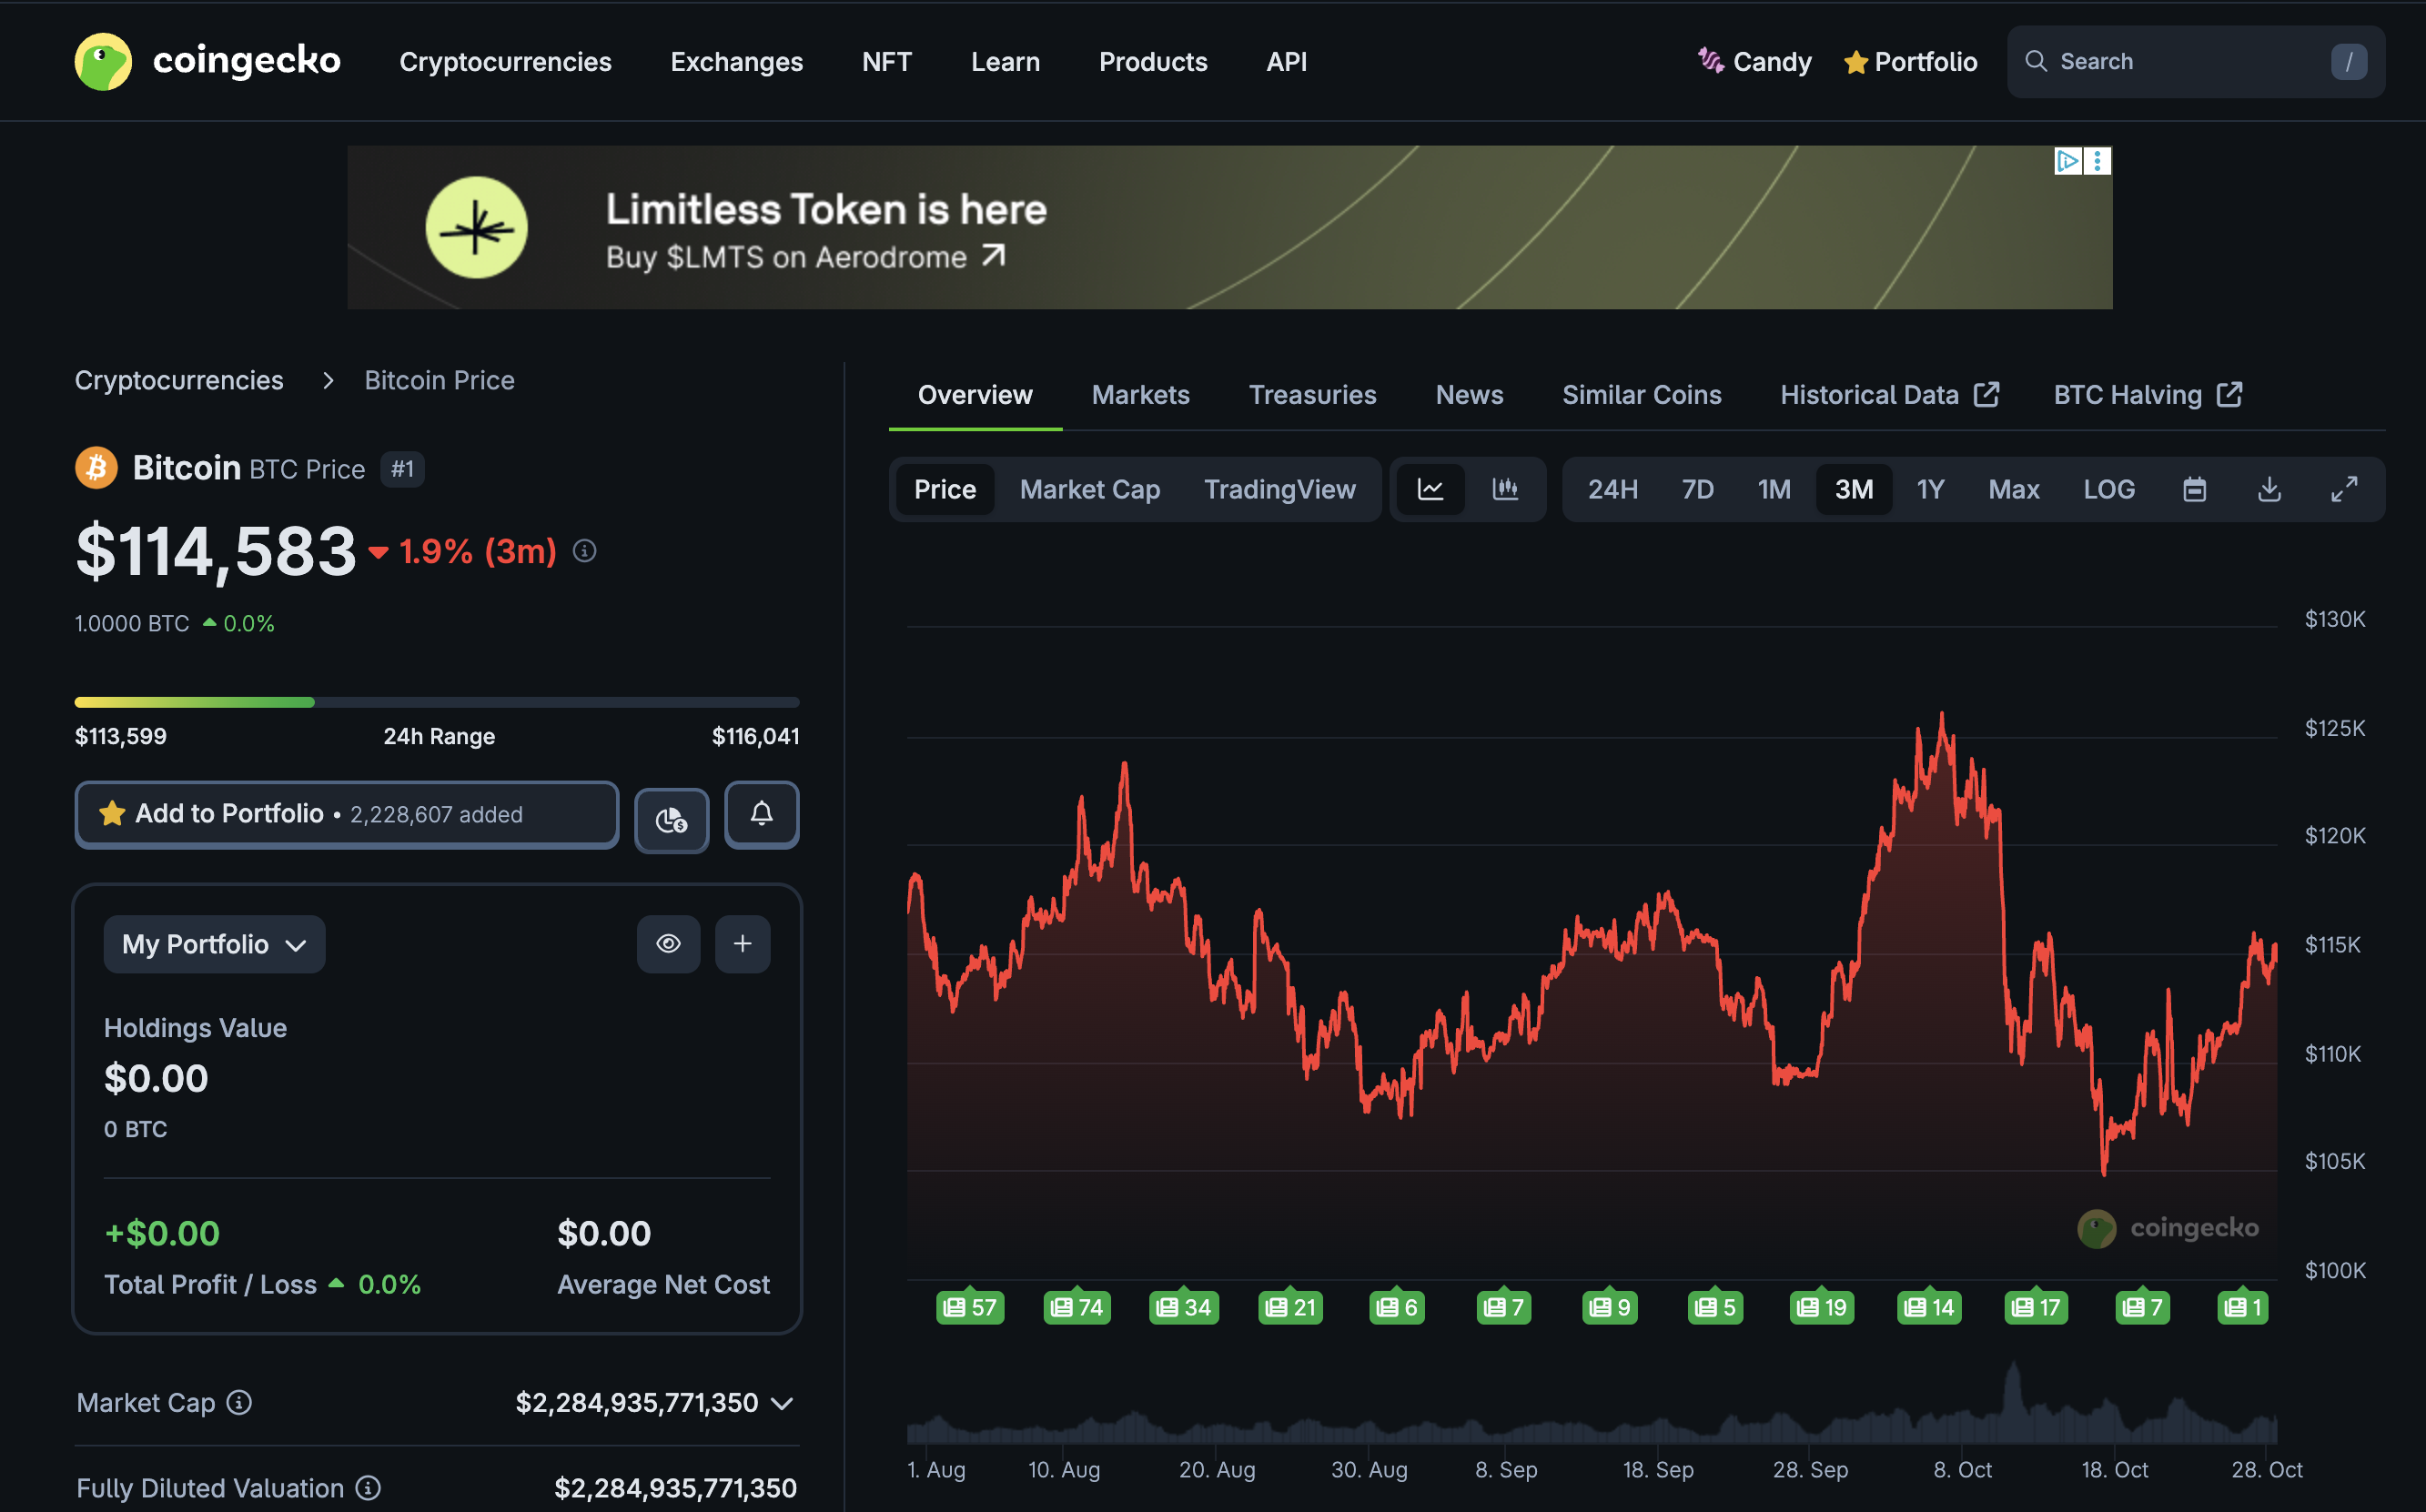 coingecko Cryptocurrencies Exchanges NFT Learn Products API Candy Portfolio Search /
Limitless Token is here
Buy $LMTS on Aerodrome
Cryptocurrencies Bitcoin Price
Bitcoin BTC Price #1
$114,583 1.9% (3m)
1.0000 BTC 0.0%
$113,599 24h Range $116,041
Add to Portfolio • 2,228,607 added
My Portfolio +
Holdings Value
$0.00
0 BTC
+$0.00 $0.00
Total Profit / Loss 0.0% Average Net Cost
Market Cap $2,284,935,771,350
Fully Diluted Valuation $2,284,935,771,350
Overview Markets Treasuries News Similar Coins Historical Data BTC Halving
Price Market Cap TradingView 24H 7D 1M 3M 1Y Max LOG
$130K
$125K
$120K
$115K
$110K
$105K
coingecko
$100K
57 74 34 21 6 7 9 5 19 14 17 7 1
1. Aug 10. Aug 20. Aug 30. Aug 8. Sep 18. Sep 28. Sep 8. Oct 18. Oct 28. Oct